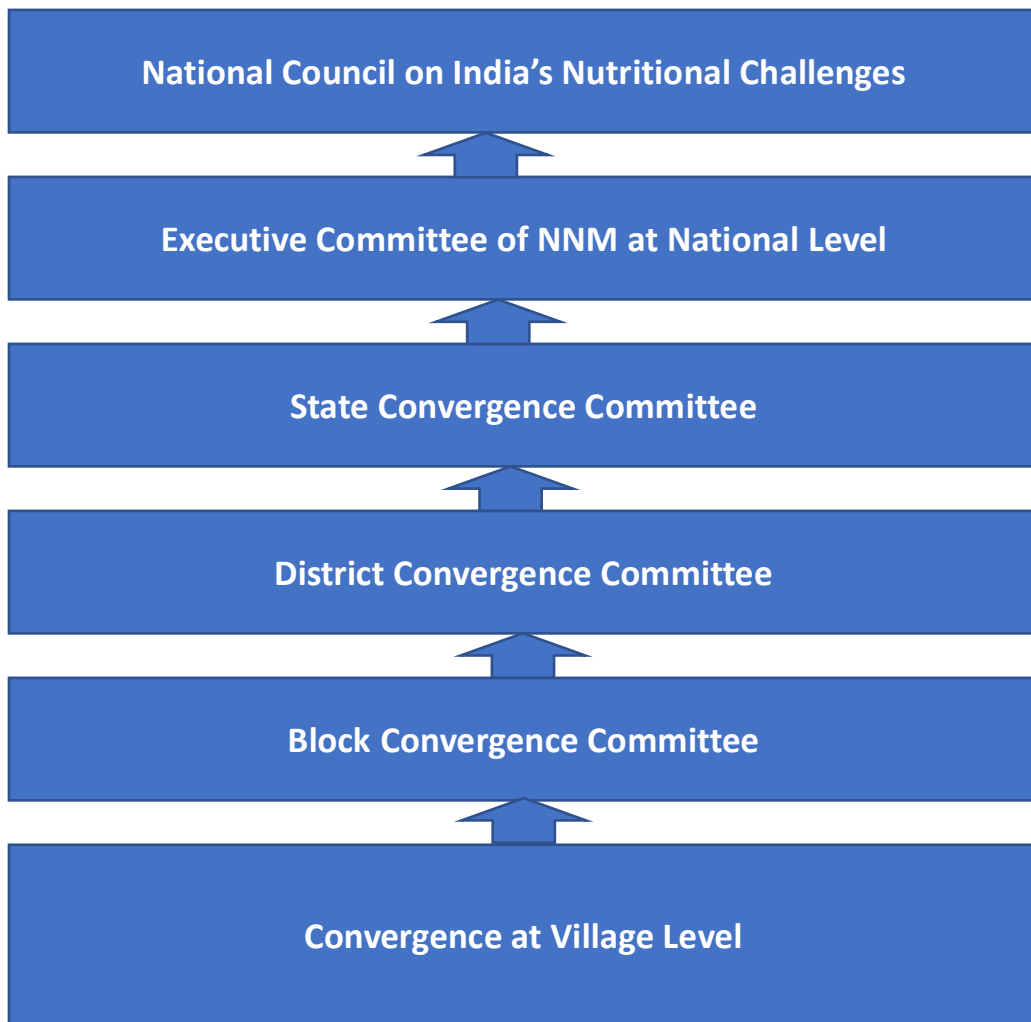 National Council on India’s Nutritional Challenges
Executive Committee of NNM at National Level
State Convergence Committee
District Convergence Committee
Block Convergence Committee
Convergence at Village Level